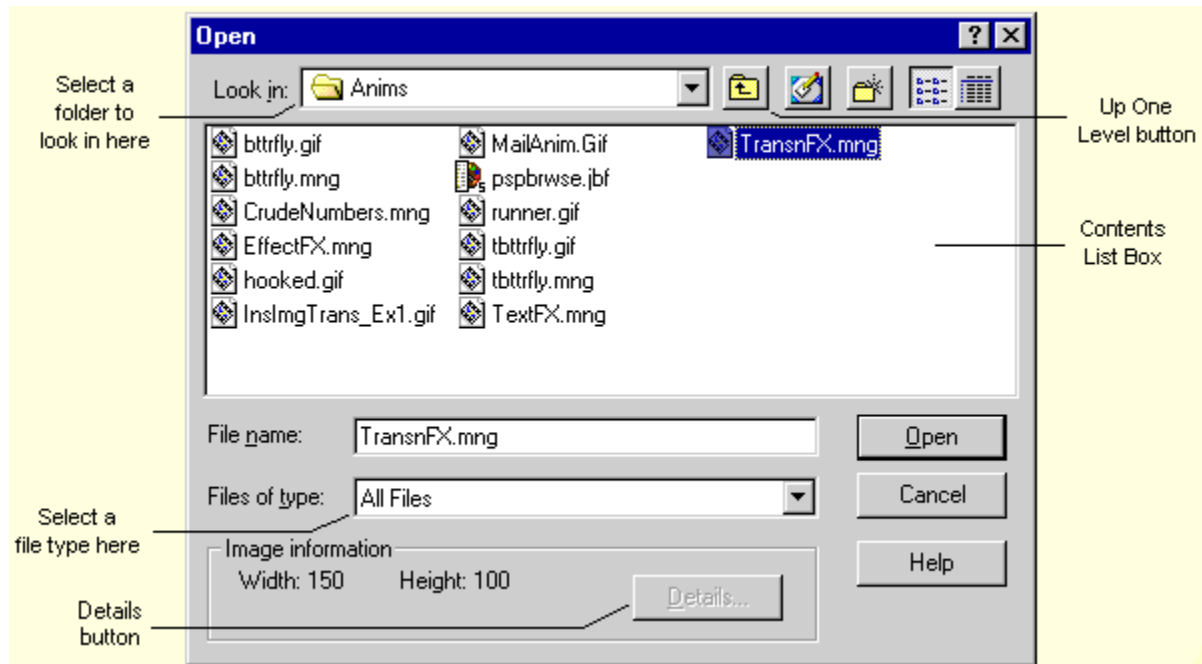 Open
Select a
folder to
look in here
Look in:
Anims
Up One
Level button
bttrfly.gif
bttrfly.mng
CrudeNumbers.mng
EffectFX.mng
hooked.gif
InsImgTrans_Ex1.gif
MailAnim.Gif
pspbrwse.jbf
runner.gif
tbttrfly.gif
tbttrfly.mng
TextFX.mng
TransnFX.mng
Contents
List Box
File name:
TransnFX.mng
Open
Files of type:
All Files
Cancel
Select a
file type here
Image information
Width: 150 Height: 100
Details...
Help
Details
button